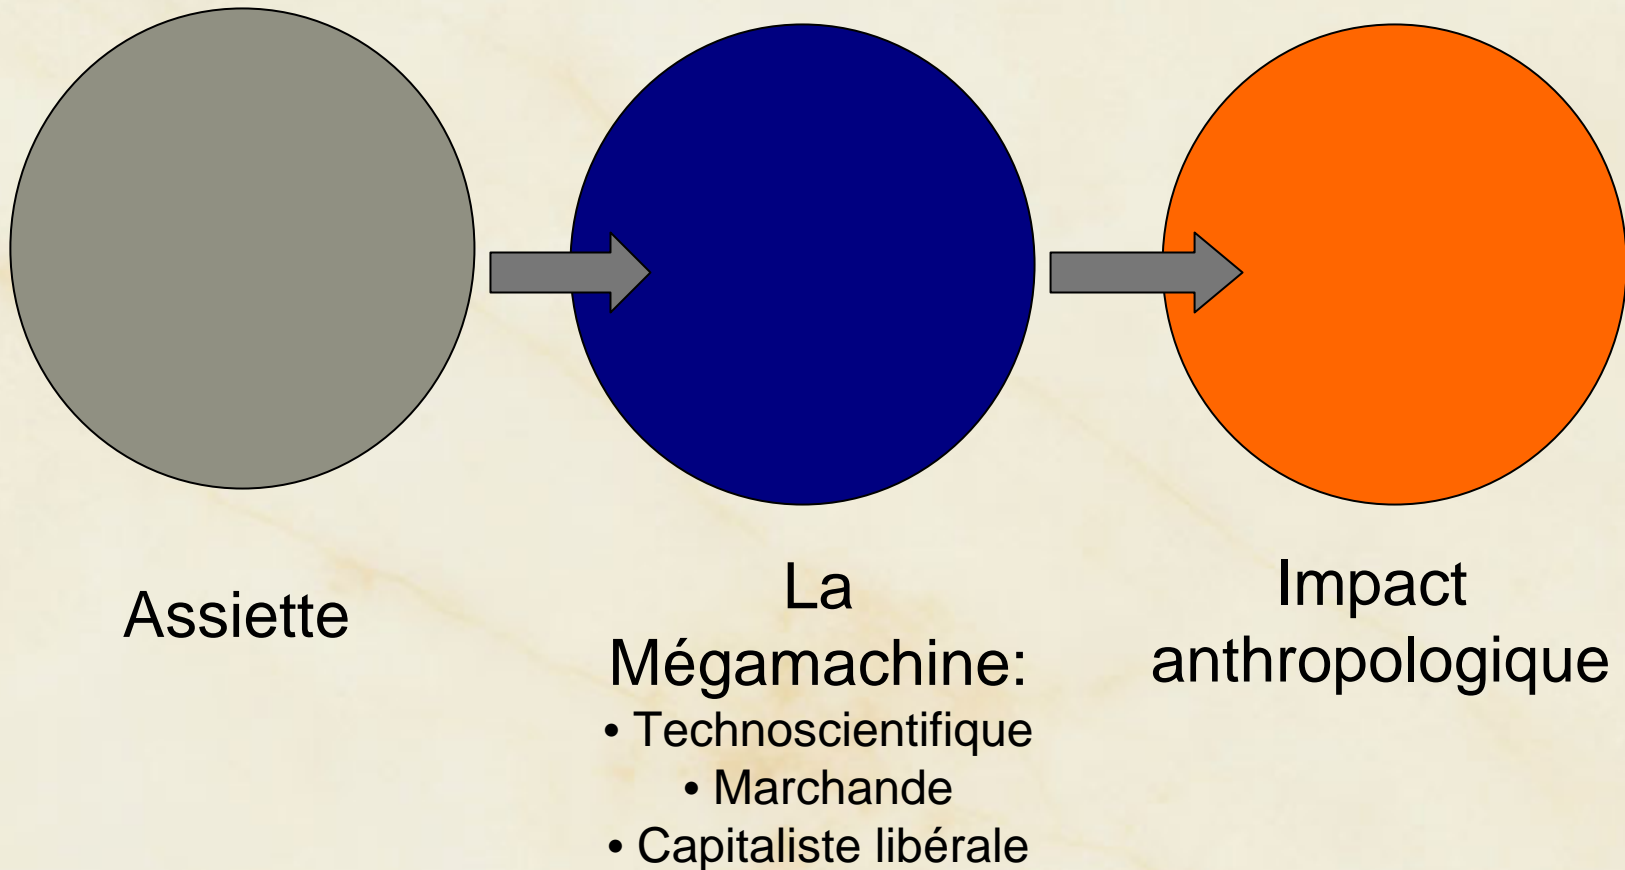 Assiette
La
Mégamachine:
• Technoscientifique
• Marchande
• Capitaliste libérale
Impact
anthropologique